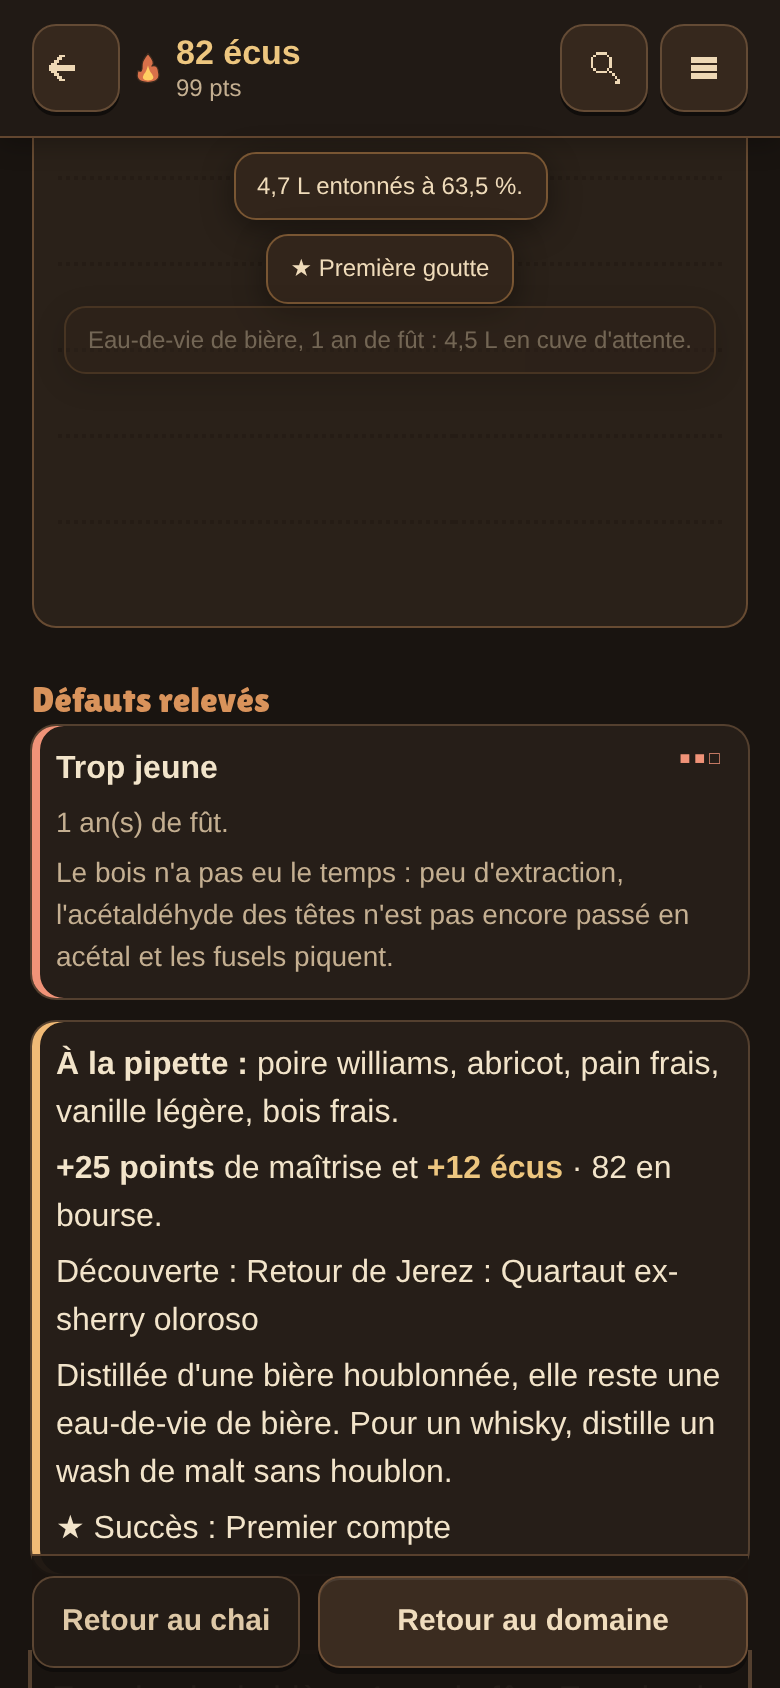 82 écus
99 pts
4,7 L entonnés à 63,5 %.
★ Première goutte
Eau-de-vie de bière, 1 an de fût : 4,5 L en cuve d'attente.
Défauts relevés
Trop jeune
1 an(s) de fût.
Le bois n'a pas eu le temps : peu d'extraction,
l'acétaldéhyde des têtes n'est pas encore passé en
acétal et les fusels piquent.
À la pipette : poire williams, abricot, pain frais,
vanille légère, bois frais.
+25 points de maîtrise et +12 écus · 82 en
bourse.
Découverte : Retour de Jerez : Quartaut ex-
sherry oloroso
Distillée d'une bière houblonnée, elle reste une
eau-de-vie de bière. Pour un whisky, distille un
wash de malt sans houblon.
★ Succès : Premier compte
Retour au chai
Retour au domaine